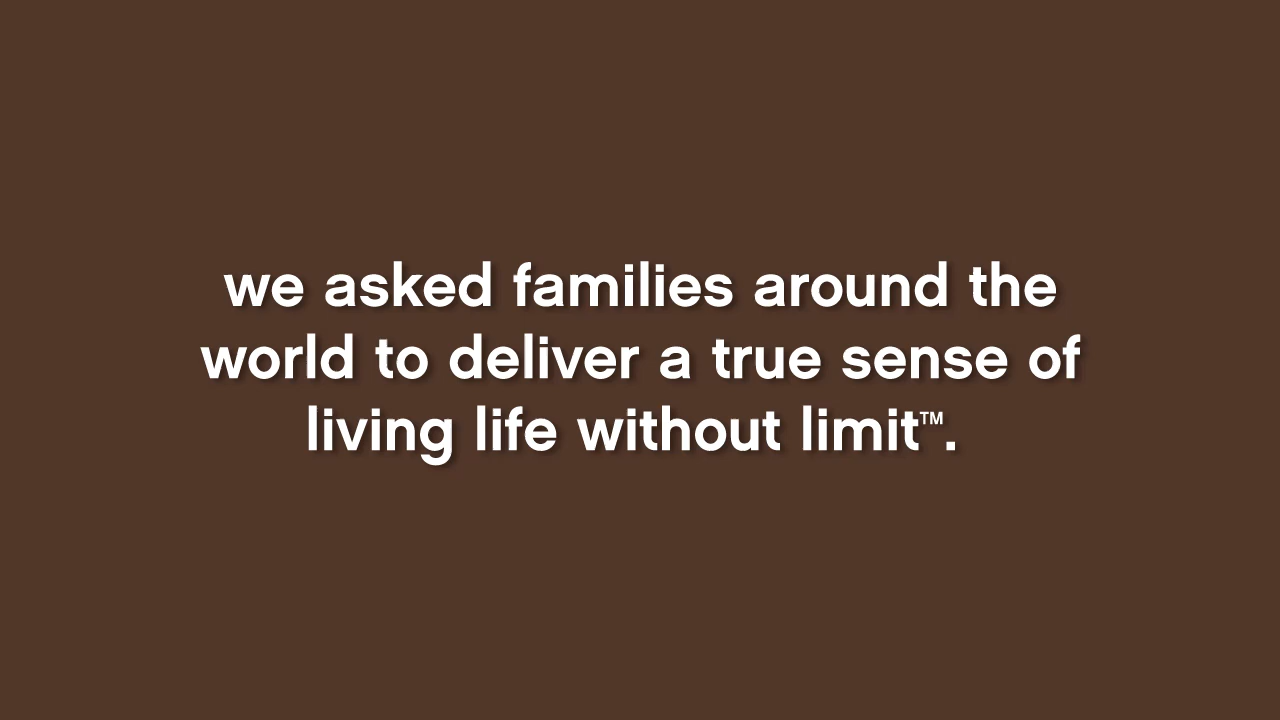 we asked families around the
world to deliver a true sense of
living life without limit™.